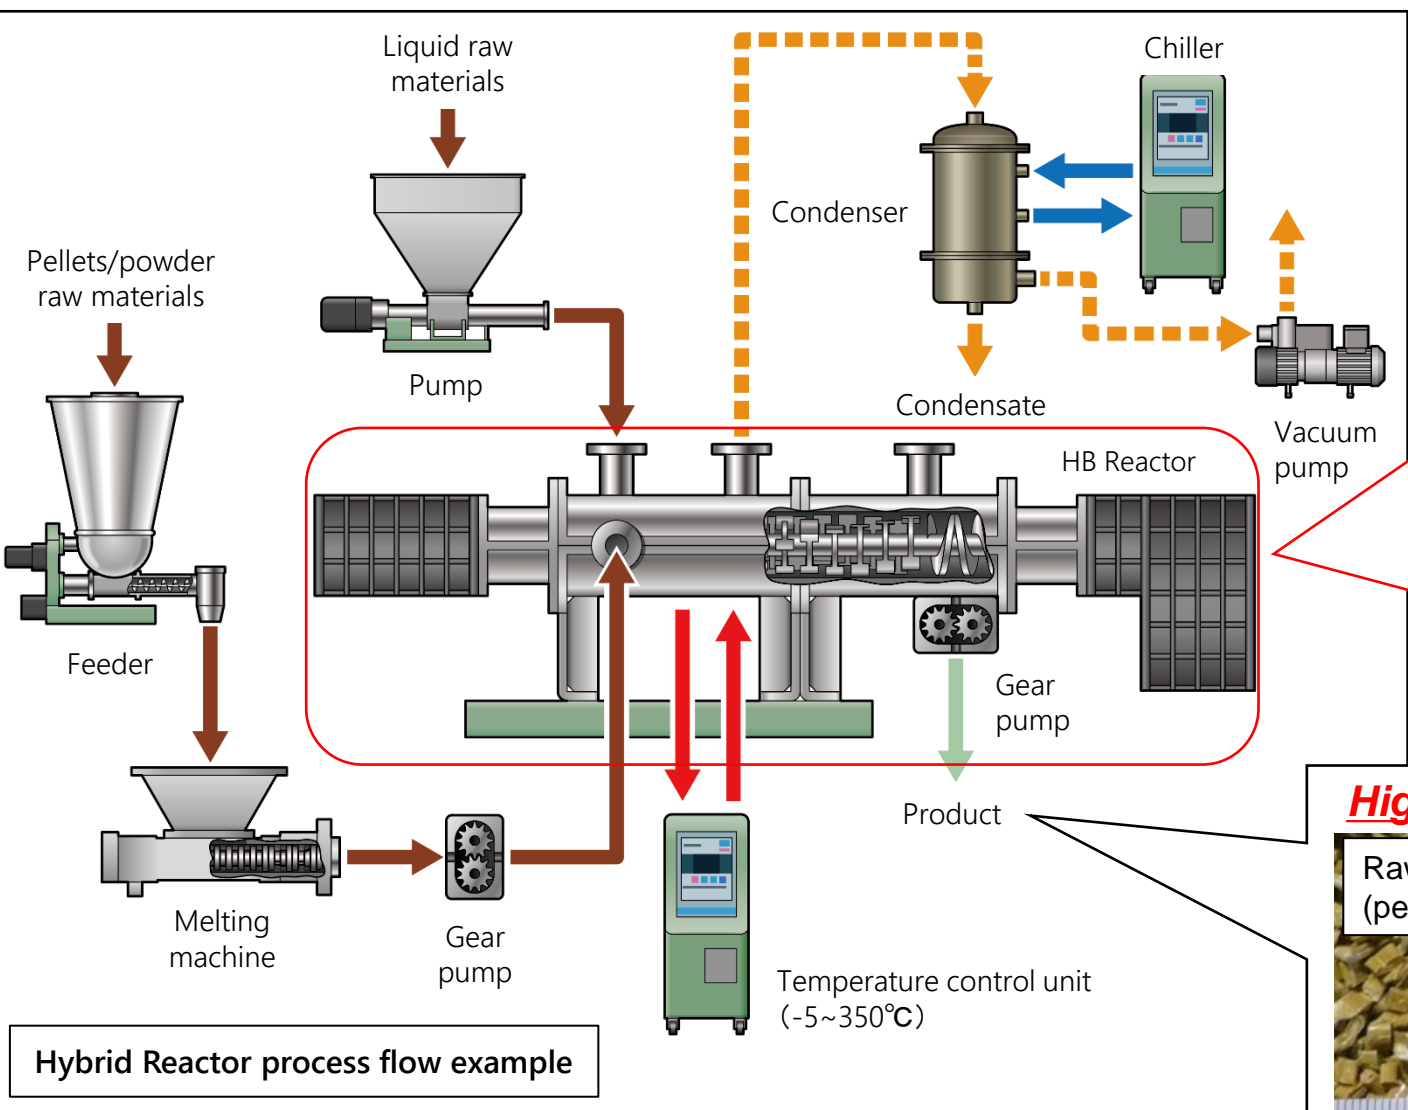 Liquid raw
materials
Chiller
Condenser
Pellets/powder
raw materials
Pump
Condensate
Vacuum
pump
HB Reactor
Feeder
Gear
pump
Product
Melting
machine
Gear
pump
Temperature control unit
(-5~350℃)
Hybrid Reactor process flow example